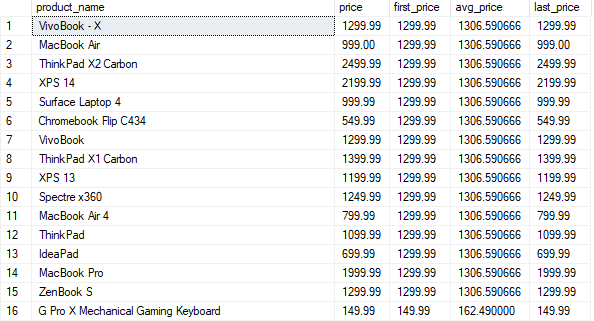 product_name price first_price avg_price last_price
1 VivoBook - X 1299.99 1299.99 1306.590666 1299.99
2 MacBook Air 999.00 1299.99 1306.590666 999.00
3 ThinkPad X2 Carbon 2499.99 1299.99 1306.590666 2499.99
4 XPS 14 2199.99 1299.99 1306.590666 2199.99
5 Surface Laptop 4 999.99 1299.99 1306.590666 999.99
6 Chromebook Flip C434 549.99 1299.99 1306.590666 549.99
7 VivoBook 1299.99 1299.99 1306.590666 1299.99
8 ThinkPad X1 Carbon 1399.99 1299.99 1306.590666 1399.99
9 XPS 13 1199.99 1299.99 1306.590666 1199.99
10 Spectre x360 1249.99 1299.99 1306.590666 1249.99
11 MacBook Air 4 799.99 1299.99 1306.590666 799.99
12 ThinkPad 1099.99 1299.99 1306.590666 1099.99
13 IdeaPad 699.99 1299.99 1306.590666 699.99
14 MacBook Pro 1999.99 1299.99 1306.590666 1999.99
15 ZenBook S 1299.99 1299.99 1306.590666 1299.99
16 G Pro X Mechanical Gaming Keyboard 149.99 149.99 162.490000 149.99